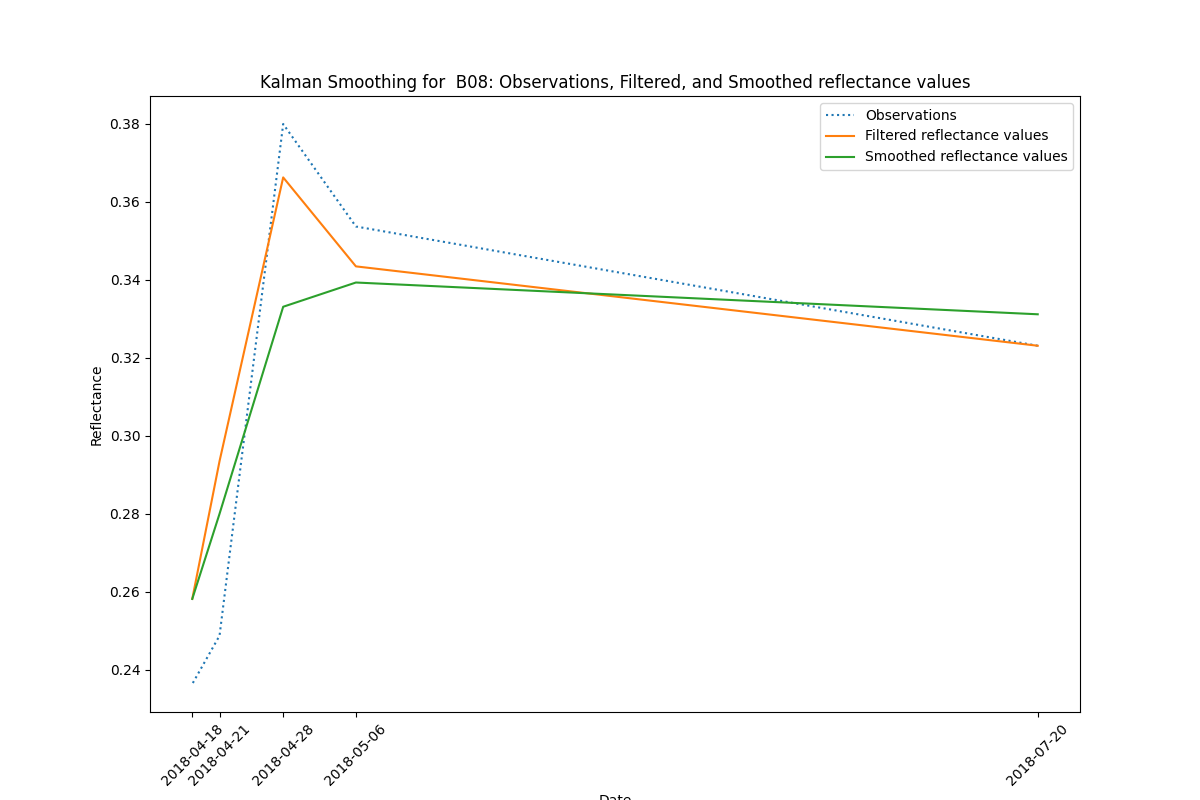 Kalman Smoothing for  B08: Observations, Filtered, and Smoothed reflectance values
Observations
Filtered reflectance values
Smoothed reflectance values
0.38
0.36
0.34
0.32
0.30
0.28
0.26
0.24
Reflectance
2018-04-18
2018-04-21
2018-04-28
2018-05-06
2018-07-20
Date